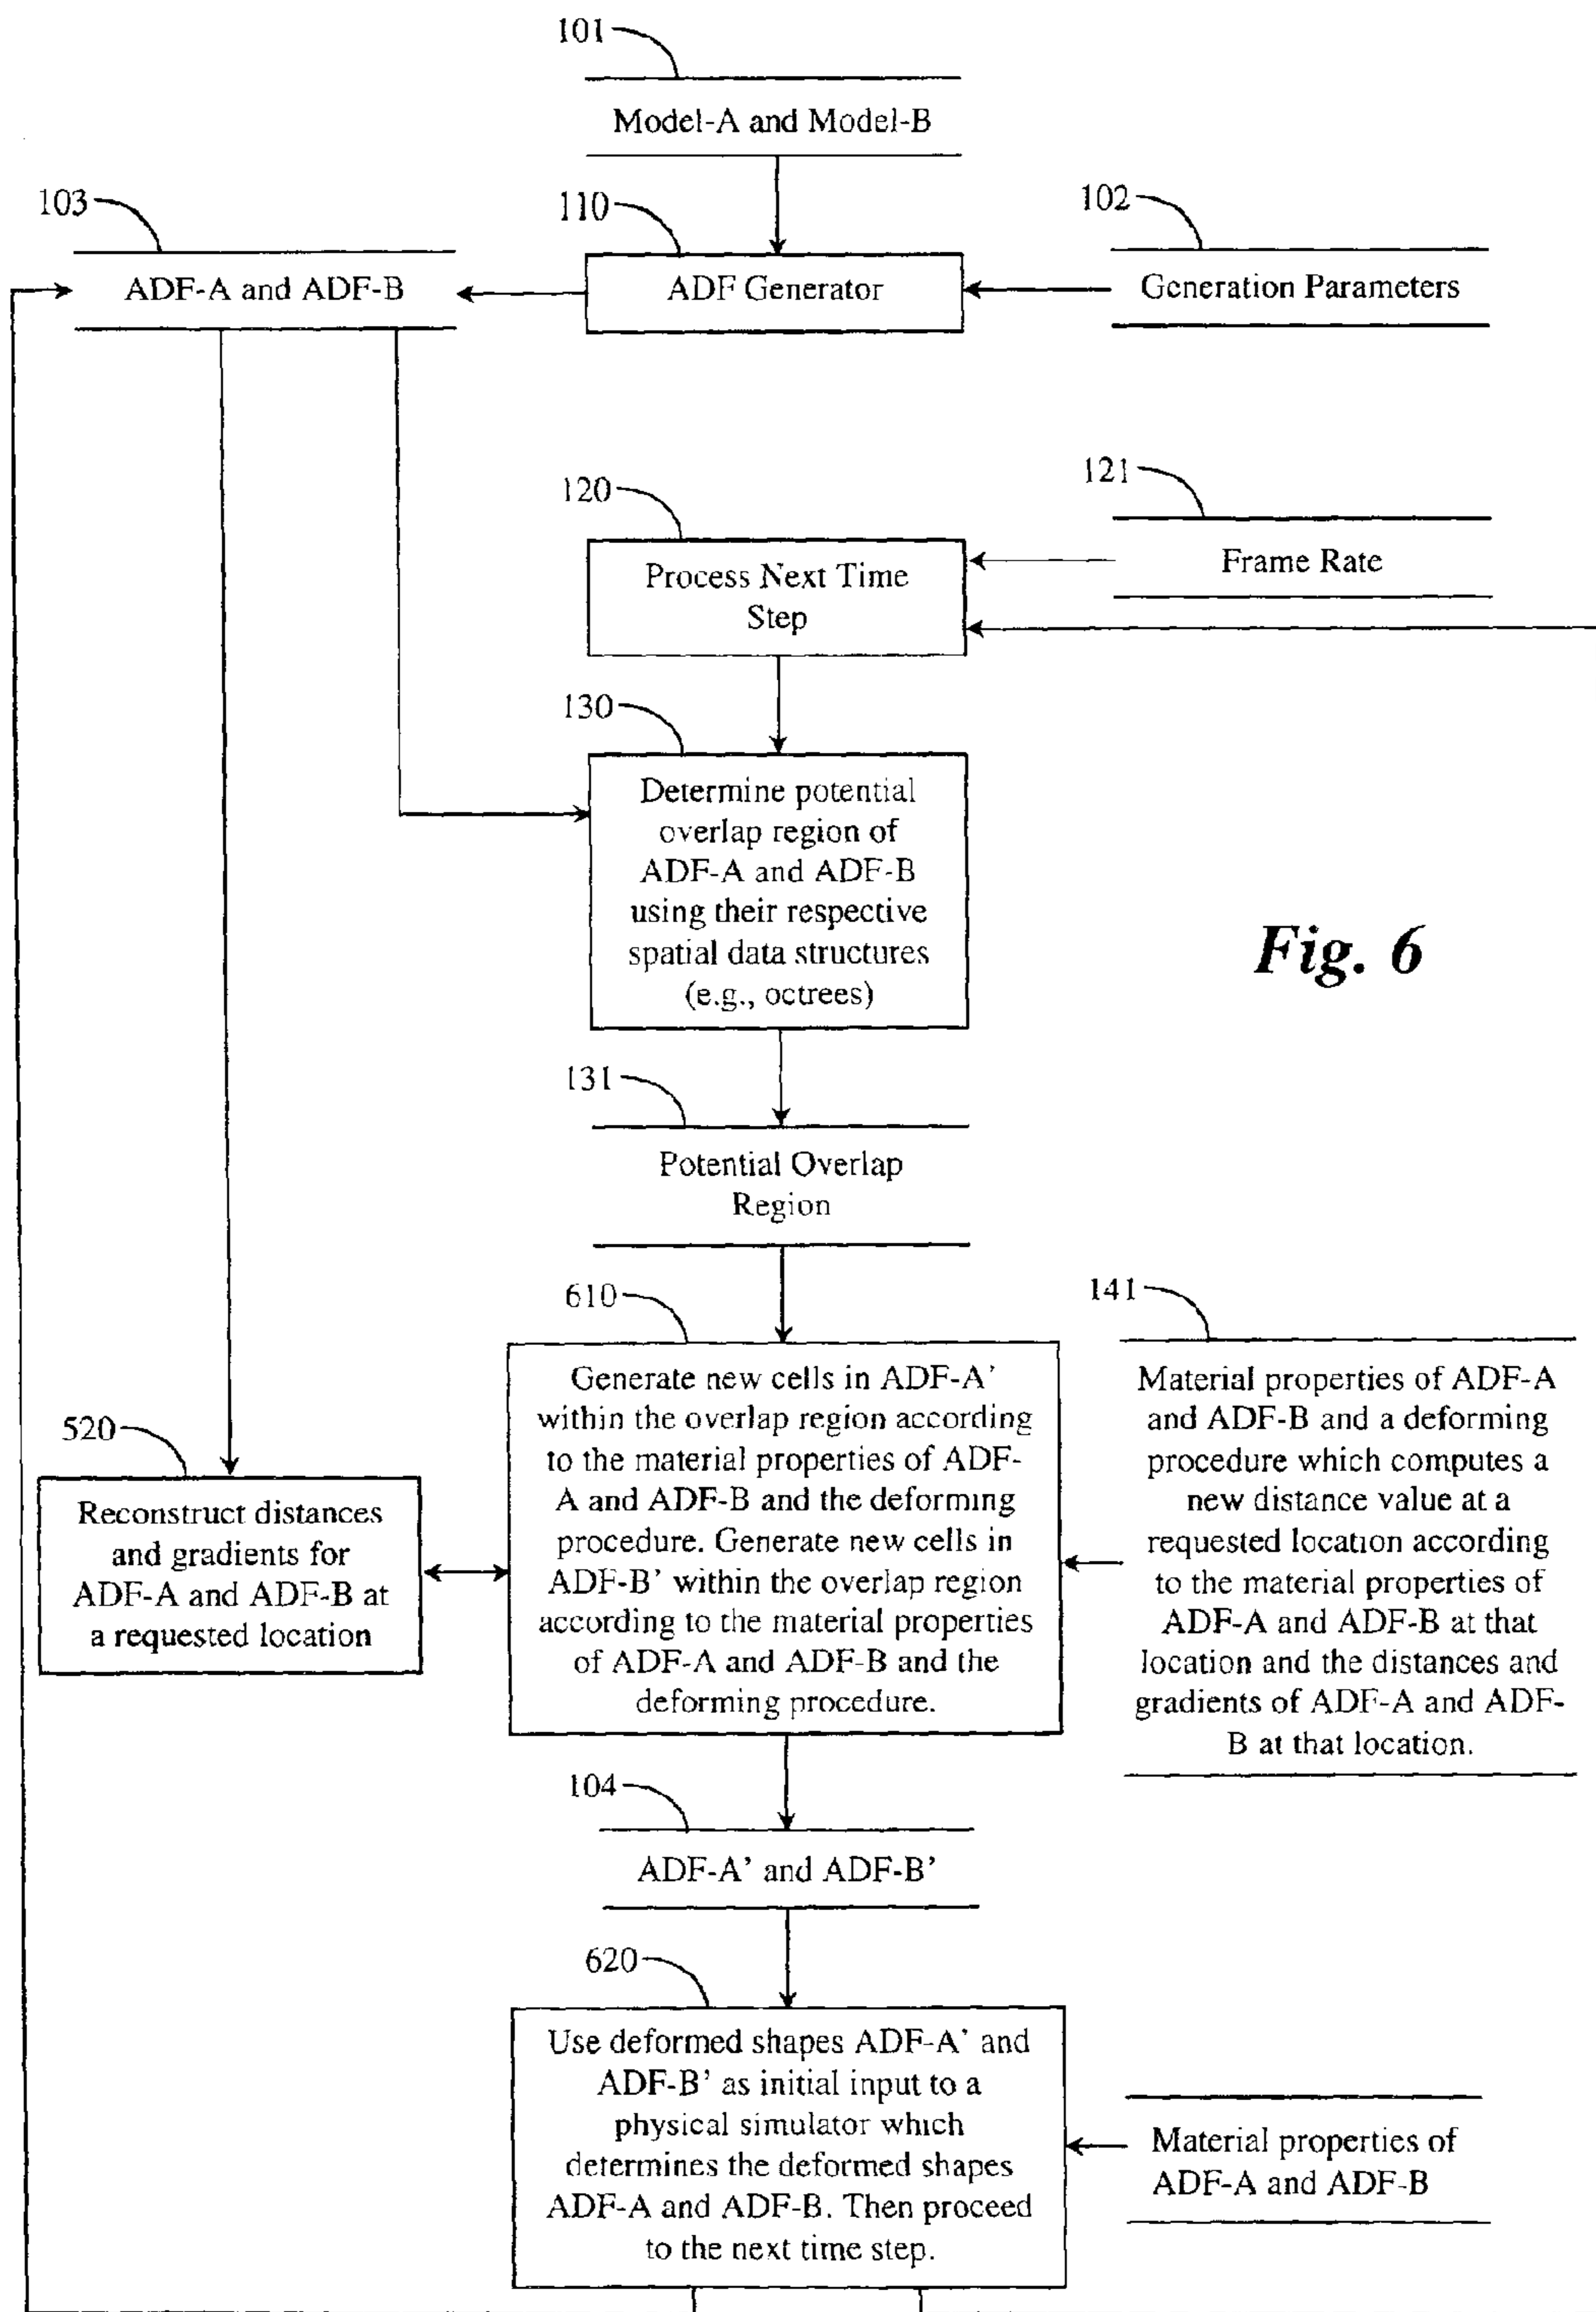 101
Model-A and Model-B
103
110
102
ADF-A and ADF-B
ADF Generator
Generation Parameters
120
121
Process Next Time
Step
Frame Rate
130
Determine potential
overlap region of
ADF-A and ADF-B
using their respective
spatial data structures
(e.g., octrees)
Fig. 6
131
Potential Overlap
Region
610
141
Generate new cells in ADF-A'
within the overlap region according
to the material properties of ADF-
A and ADF-B and the deforming
procedure. Generate new cells in
ADF-B' within the overlap region
according to the material properties
of ADF-A and ADF-B and the
deforming procedure.
Material properties of ADF-A
and ADF-B and a deforming
procedure which computes a
new distance value at a
requested location according
to the material properties of
ADF-A and ADF-B at that
location and the distances and
gradients of ADF-A and ADF-
B at that location.
520
Reconstruct distances
and gradients for
ADF-A and ADF-B at
a requested location
104
ADF-A' and ADF-B'
620
Use deformed shapes ADF-A' and
ADF-B' as initial input to a
physical simulator which
determines the deformed shapes
ADF-A and ADF-B. Then proceed
to the next time step.
Material properties of
ADF-A and ADF-B